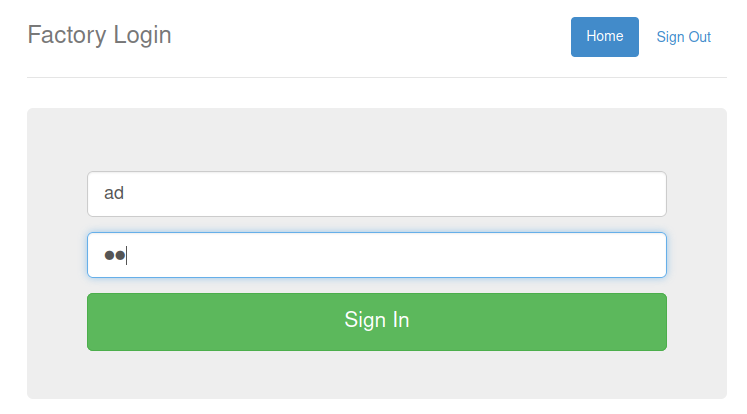 Factory Login
Home
Sign Out
ad
●●
Sign In